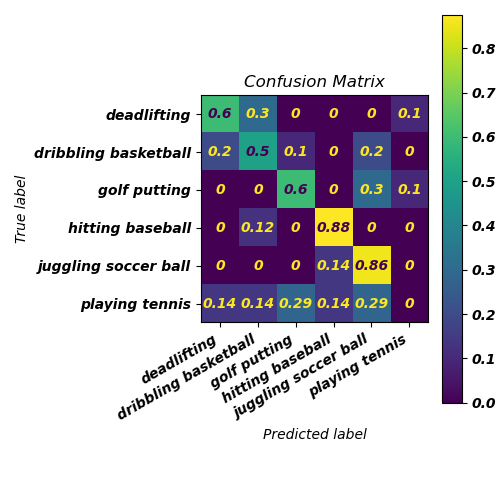 Confusion Matrix
True label
deadlifting 0.6 0.3 0 0 0 0.1
dribbling basketball 0.2 0.5 0.1 0 0.2 0
golf putting 0 0 0.6 0 0.3 0.1
hitting baseball 0 0.12 0 0.88 0 0
juggling soccer ball 0 0 0 0.14 0.86 0
playing tennis 0.14 0.14 0.29 0.14 0.29 0
deadlifting
dribbling basketball
golf putting
hitting baseball
juggling soccer ball
playing tennis
Predicted label
0.8
0.7
0.6
0.5
0.4
0.3
0.2
0.1
0.0